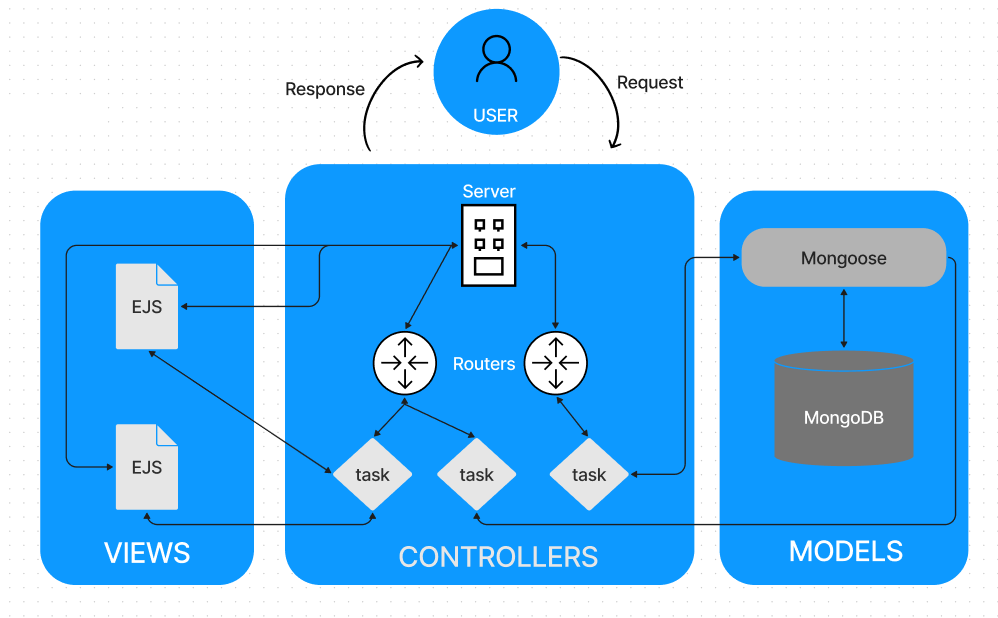 Response
Request
USER
Server
EJS
Mongoose
Routers
MongoDB
EJS
task
task
task
VIEWS
CONTROLLERS
MODELS